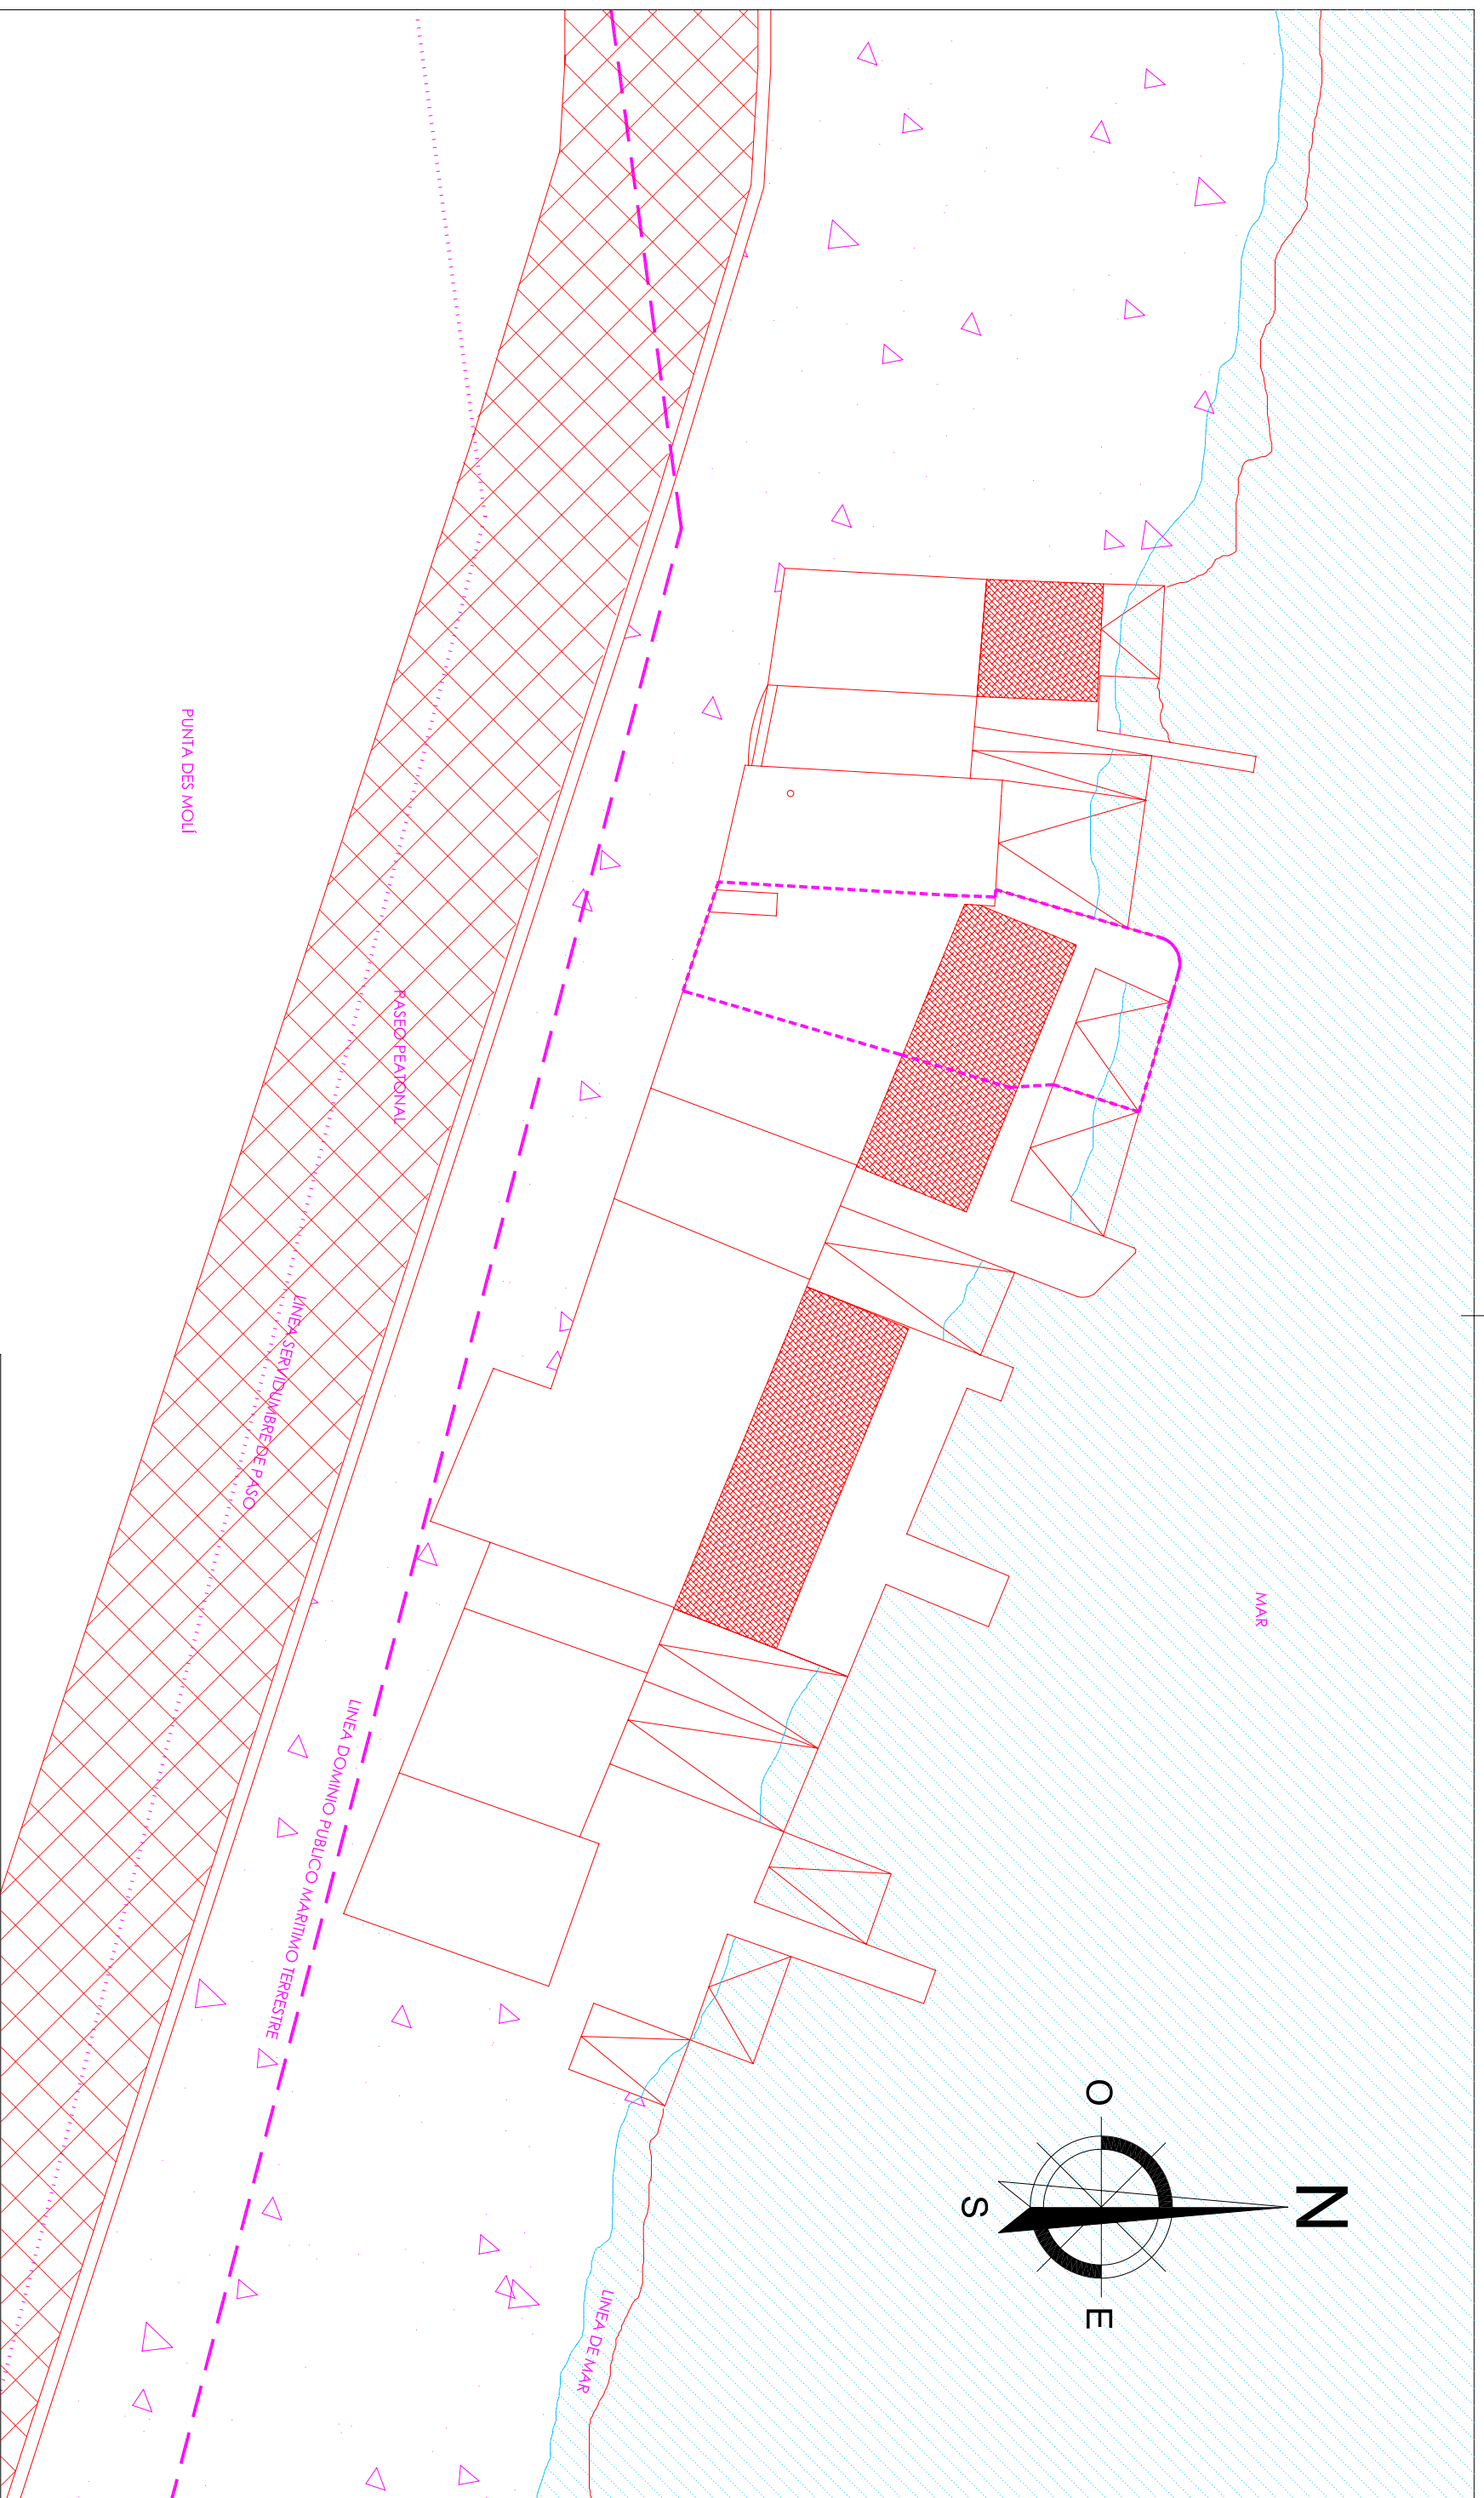 PUNTA DES MOLÍ
PASEO PEATONAL
LINEA SERVIDUMBRE DE PASO
LINEA DOMINIO PUBLICO MARITIMO TERRESTRE
LINEA DE MAR
MAR
N
O
E
S